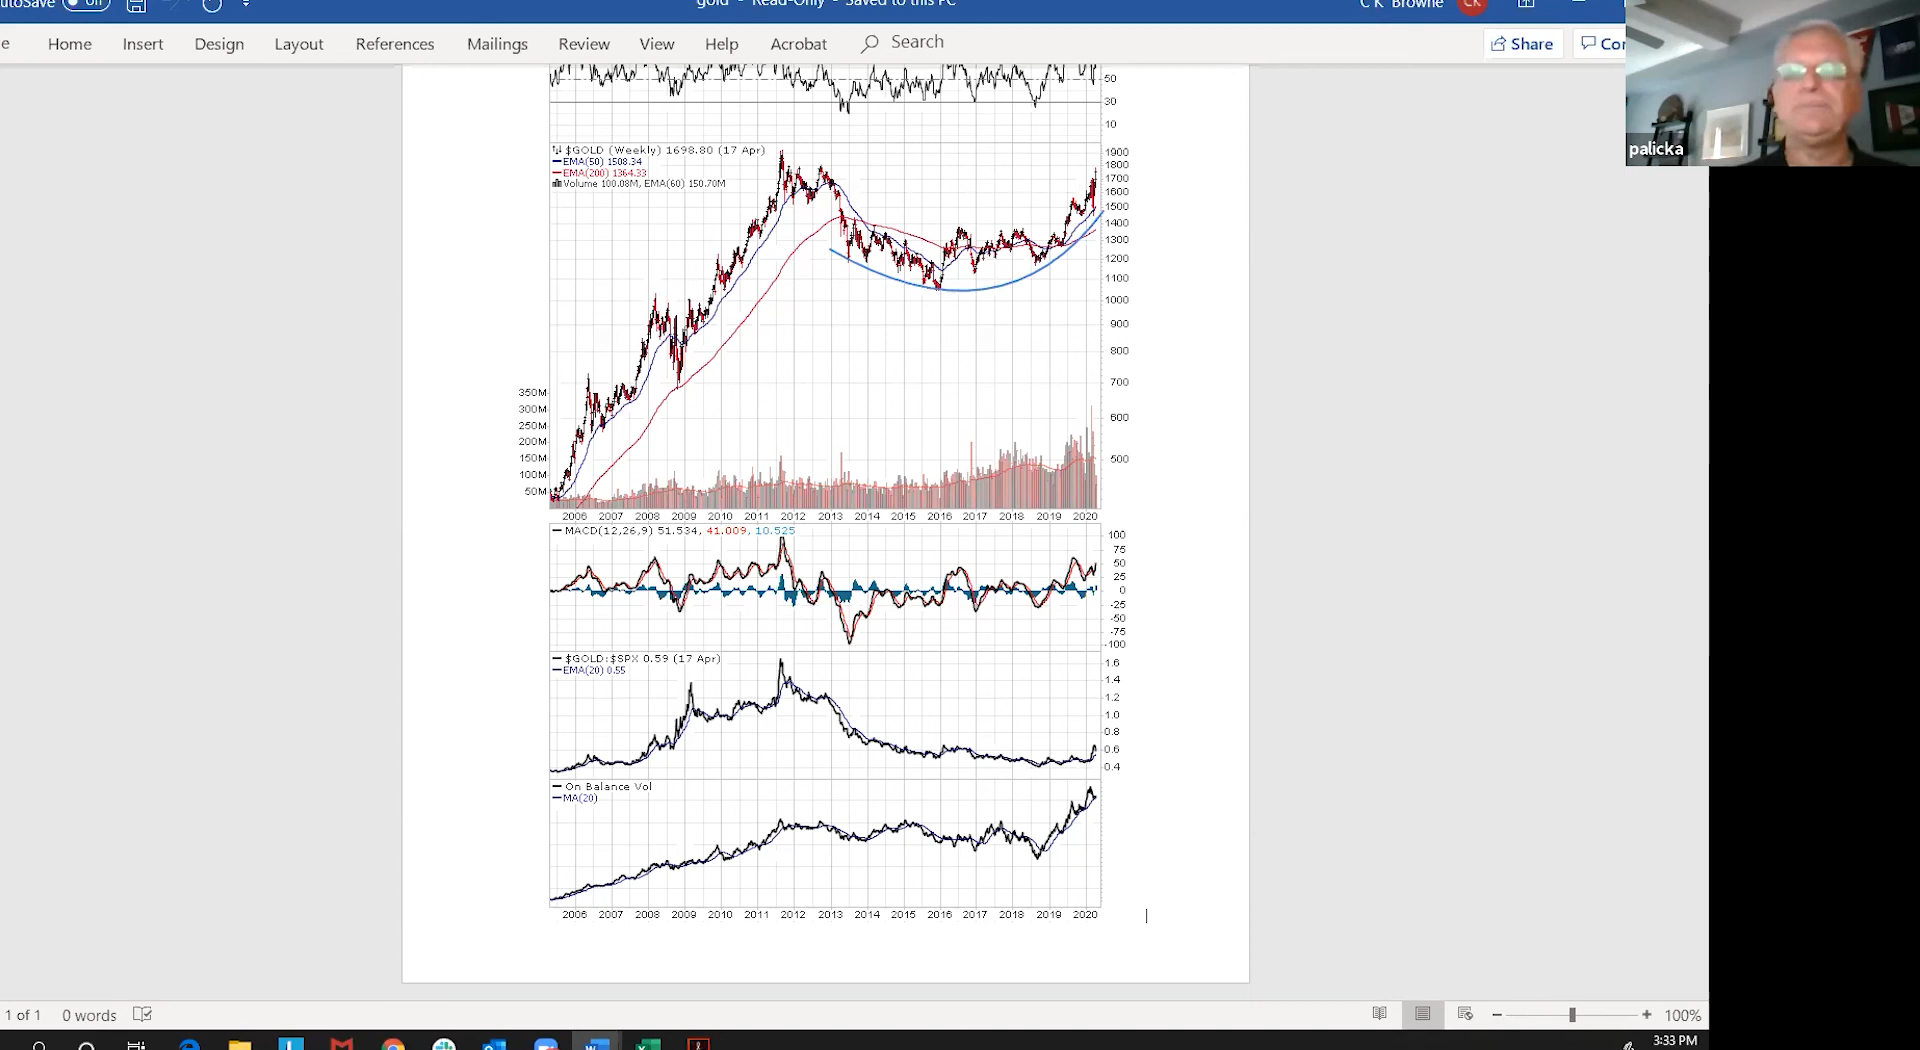 gold - Read-Only - Saved to this PC
C K Browne
CK
Home Insert Design Layout References Mailings Review View Help Acrobat Search
Share
palicka
50
30
10
$GOLD (Weekly) 1698.80 (17 Apr)
EMA(50) 1508.34
EMA(200) 1364.33
Volume 100.08M, EMA(60) 150.70M
1900
1800
1700
1600
1500
1400
1300
1200
1100
1000
900
800
700
600
500
350M
300M
250M
200M
150M
100M
50M
2006 2007 2008 2009 2010 2011 2012 2013 2014 2015 2016 2017 2018 2019 2020
MACD(12,26,9) 51.534, 41.009, 10.525
100
75
50
25
0
-25
-50
-75
-100
$GOLD:$SPX 0.59 (17 Apr)
EMA(20) 0.55
1.6
1.4
1.2
1.0
0.8
0.6
0.4
On Balance Vol
MA(20)
2006 2007 2008 2009 2010 2011 2012 2013 2014 2015 2016 2017 2018 2019 2020
1 of 1 0 words
100%
3:33 PM